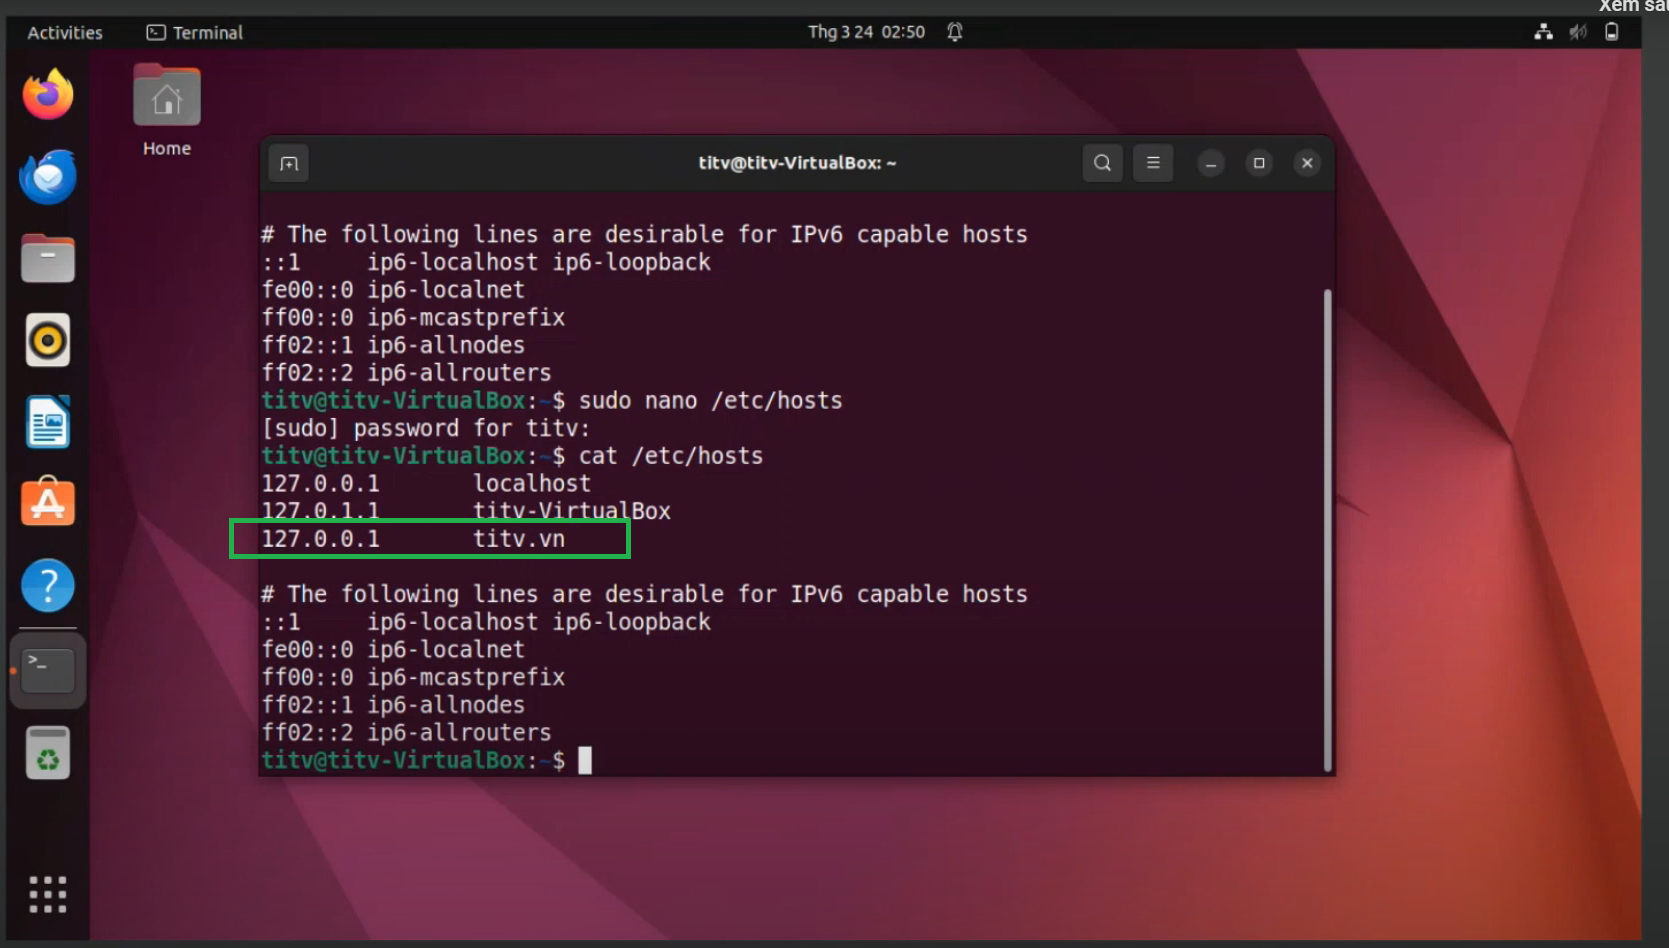 Xem sau
Activities Terminal Thg 3 24 02:50
Home
titv@titv-VirtualBox: ~
# The following lines are desirable for IPv6 capable hosts
::1 ip6-localhost ip6-loopback
fe00::0 ip6-localnet
ff00::0 ip6-mcastprefix
ff02::1 ip6-allnodes
ff02::2 ip6-allrouters
titv@titv-VirtualBox:~$ sudo nano /etc/hosts
[sudo] password for titv:
titv@titv-VirtualBox:~$ cat /etc/hosts
127.0.0.1 localhost
127.0.1.1 titv-VirtualBox
127.0.0.1 titv.vn
# The following lines are desirable for IPv6 capable hosts
::1 ip6-localhost ip6-loopback
fe00::0 ip6-localnet
ff00::0 ip6-mcastprefix
ff02::1 ip6-allnodes
ff02::2 ip6-allrouters
titv@titv-VirtualBox:~$